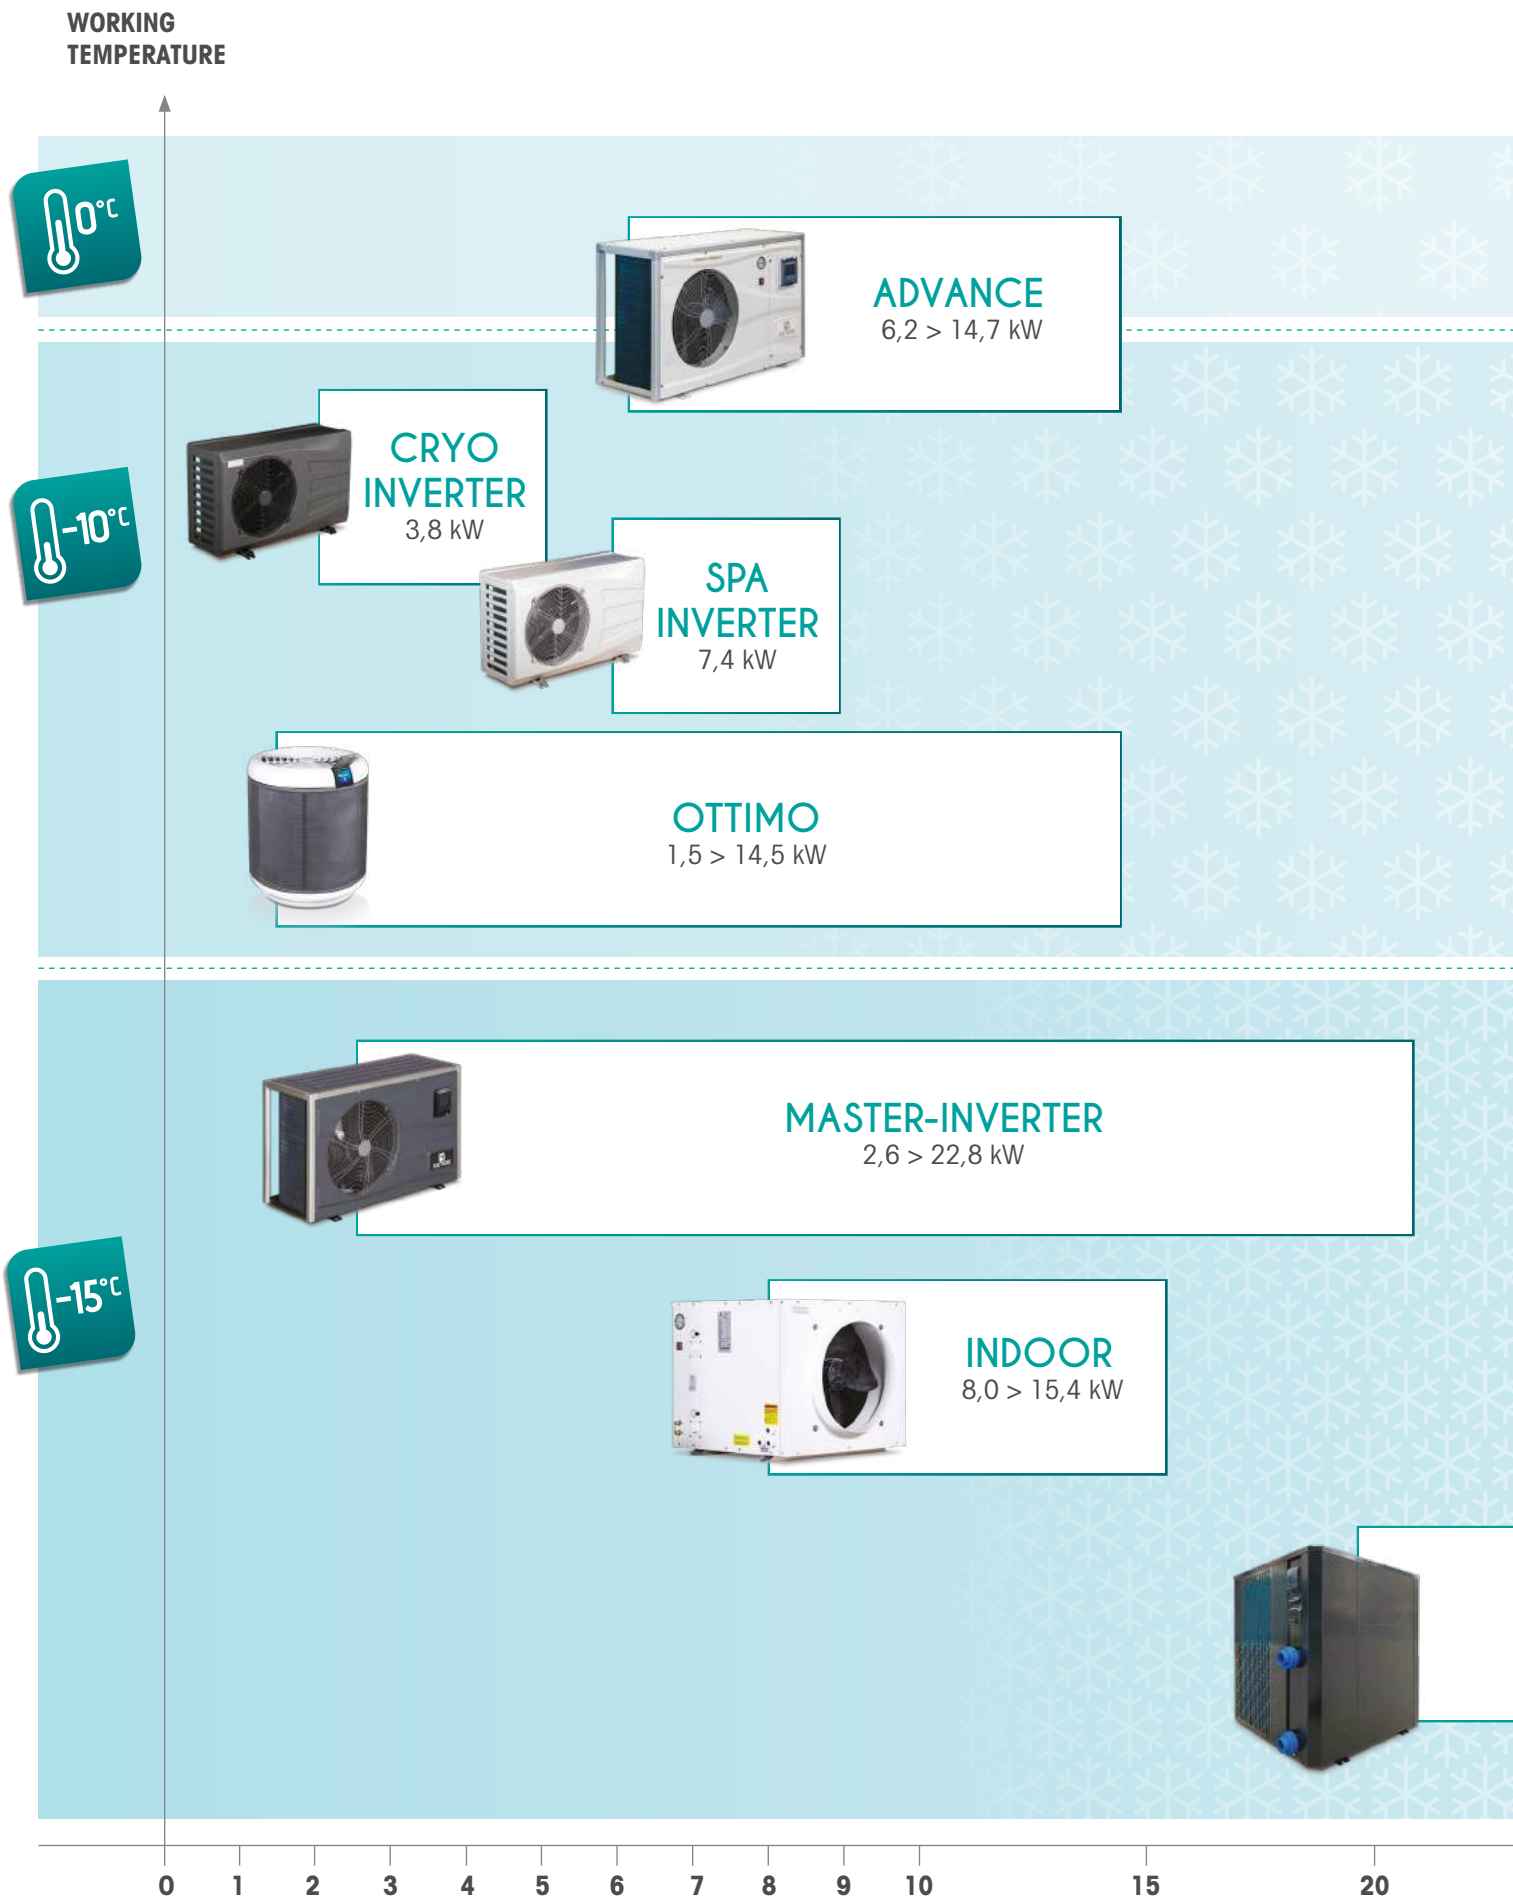 WORKING
TEMPERATURE
0°C
ADVANCE
6,2 > 14,7 kW
CRYO
INVERTER
3,8 kW
-10°C
SPA
INVERTER
7,4 kW
OTTIMO
1,5 > 14,5 kW
MASTER-INVERTER
2,6 > 22,8 kW
-15°C
INDOOR
8,0 > 15,4 kW
0 1 2 3 4 5 6 7 8 9 10 15 20